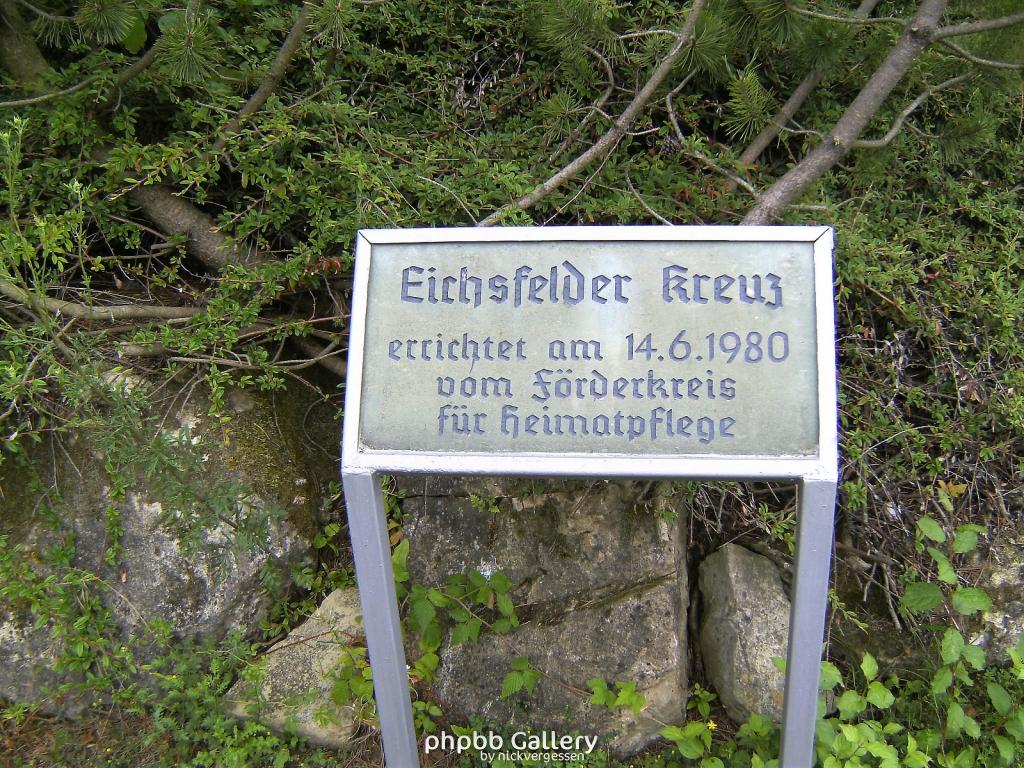 Eichsfelder Kreuz
errichtet am 14.6.1980
vom Förderkreis
für Heimatpflege
phpbb Gallery
by nickvergessen